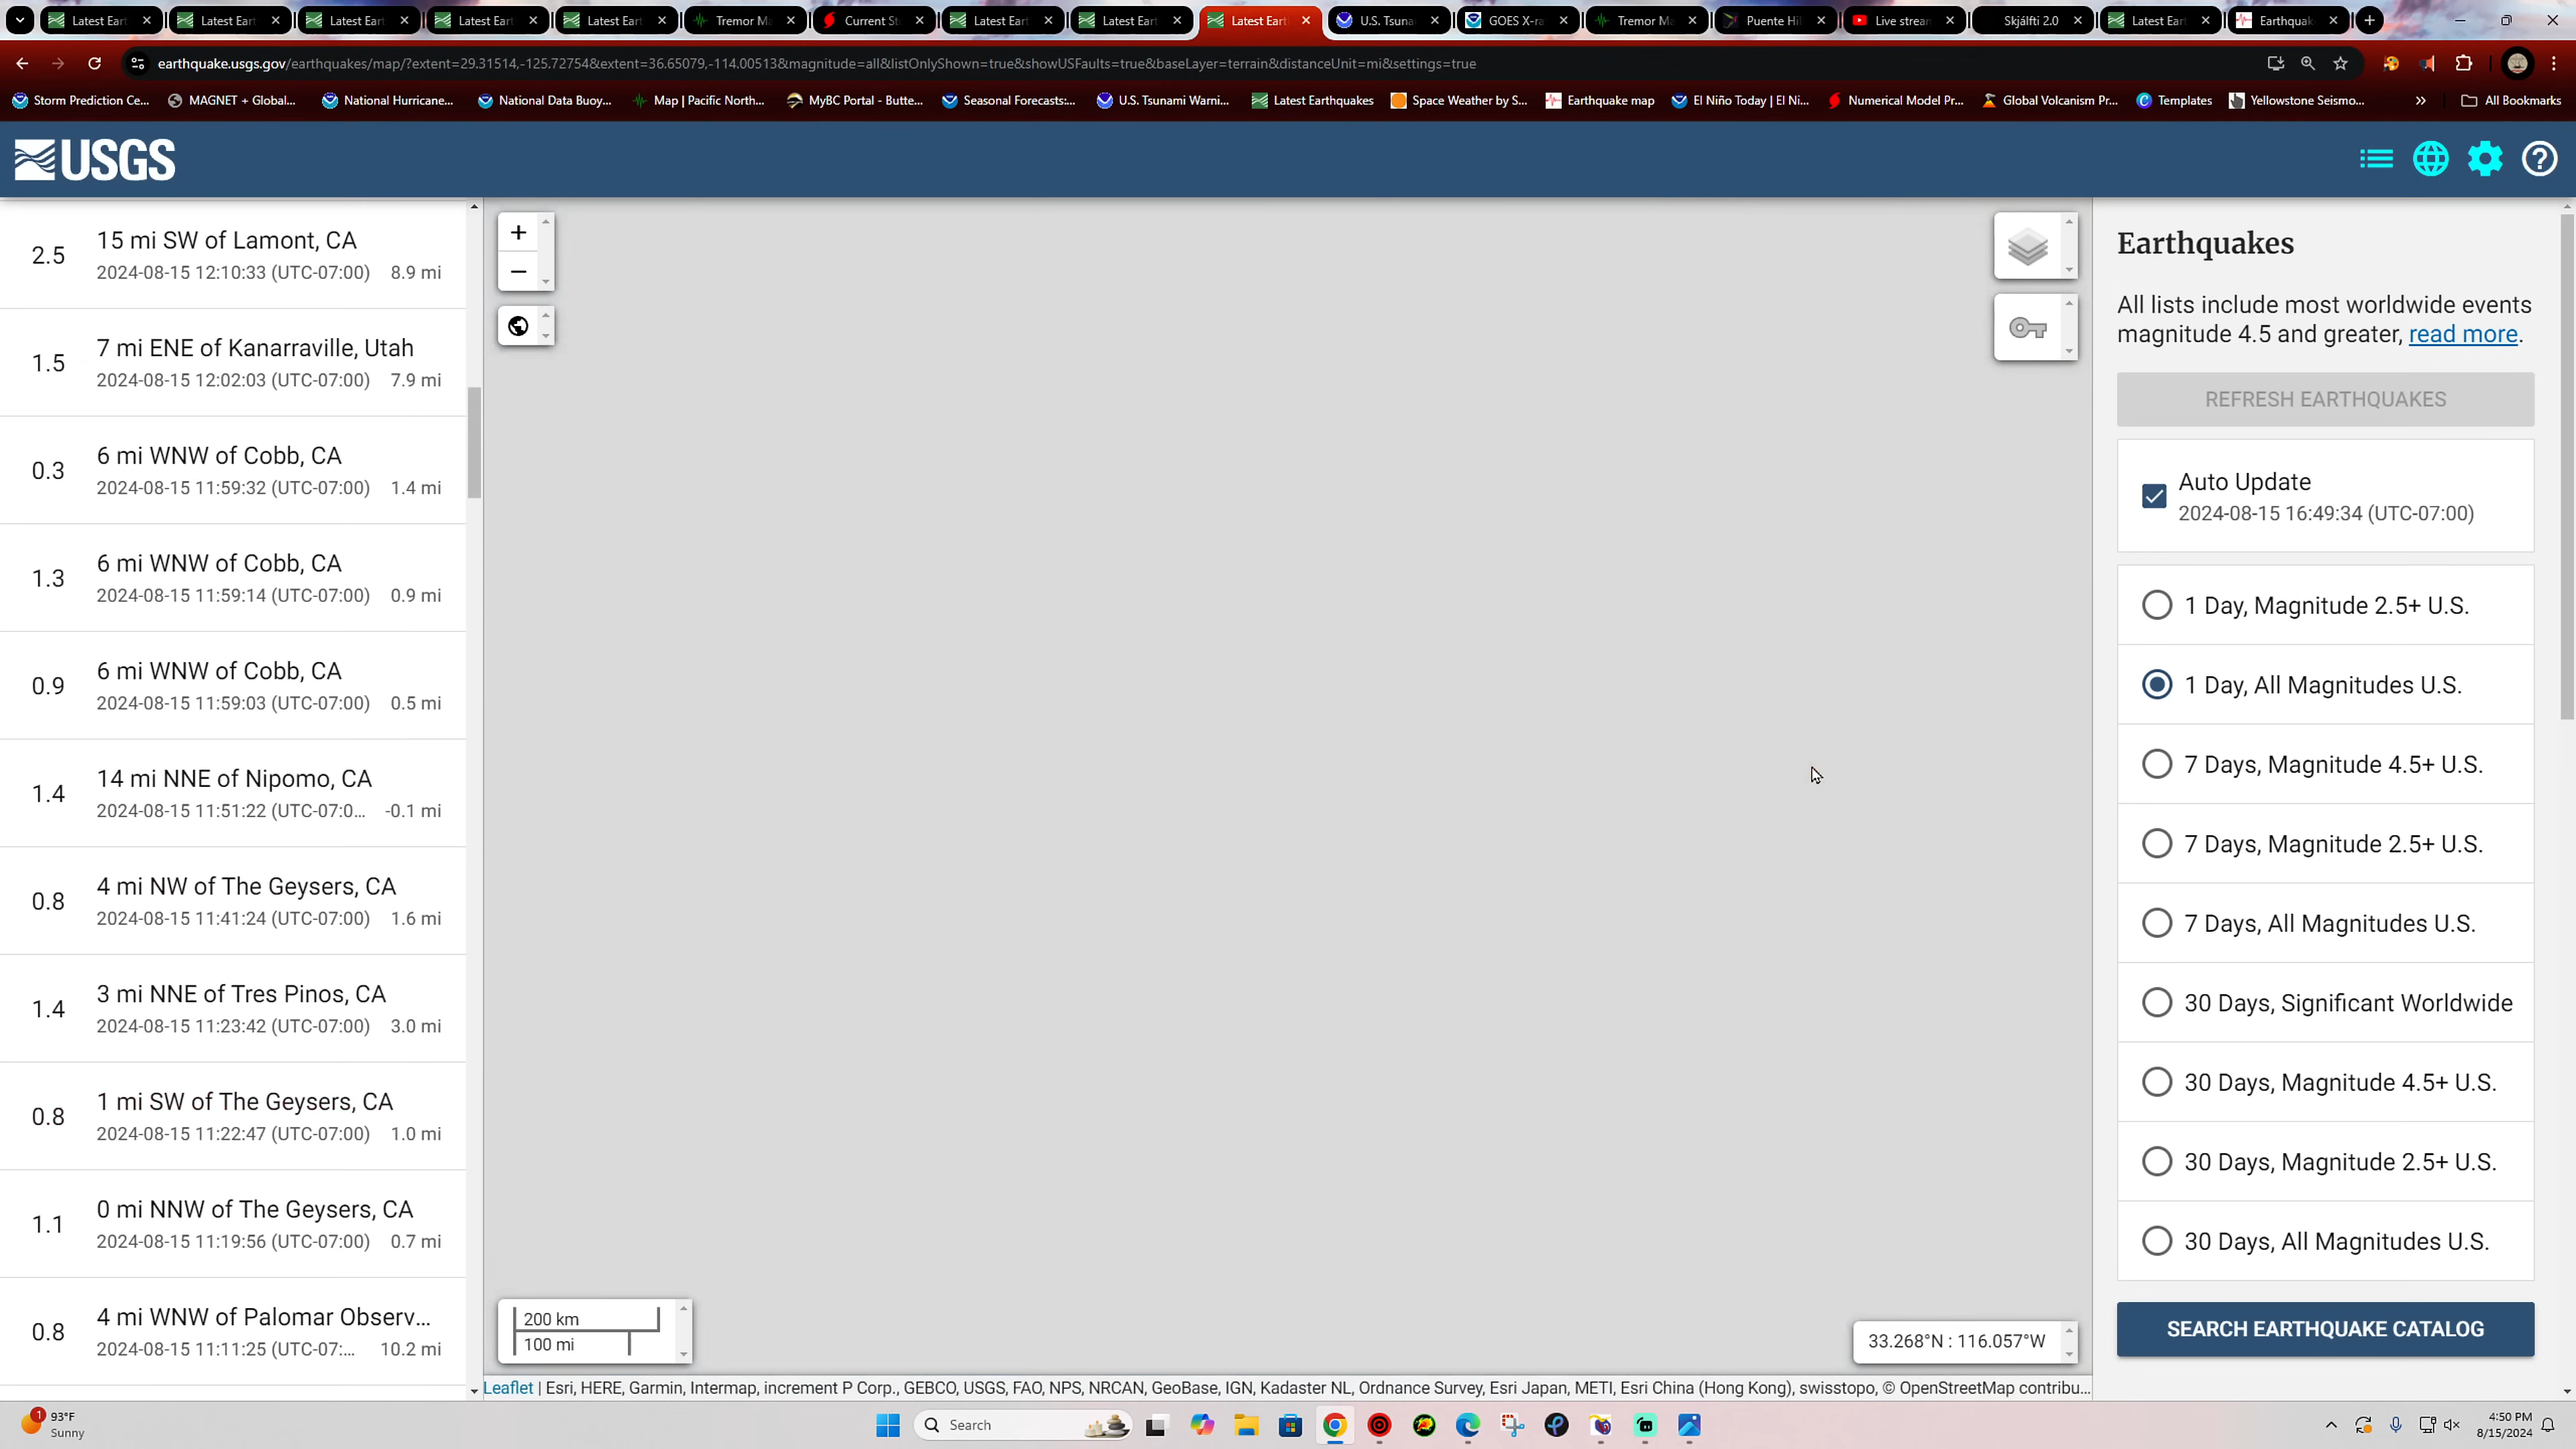 Latest Eart
Latest Eart
Latest Eart
Latest Eart
Latest Eart
Tremor Ma
Current Sto
Latest Eart
Latest Eart
Latest Eart
U.S. Tsunam
GOES X-ray
Tremor Ma
Puente Hil
Live stream
Skjálfti 2.0
Latest Eart
Earthquak
earthquake.usgs.gov/earthquakes/map/?extent=29.31514,-125.72754&extent=36.65079,-114.00513&magnitude=all&listOnlyShown=true&showUSFaults=true&baseLayer=terrain&distanceUnit=mi&settings=true
Storm Prediction Ce...
MAGNET + Global...
National Hurricane...
National Data Buoy...
Map | Pacific North...
MyBC Portal - Butte...
Seasonal Forecasts:...
U.S. Tsunami Warni...
Latest Earthquakes
Space Weather by S...
Earthquake map
El Niño Today | El Ni...
Numerical Model Pr...
Global Volcanism Pr...
Templates
Yellowstone Seismo...
»
All Bookmarks
USGS
2.5
15 mi SW of Lamont, CA
2024-08-15 12:10:33 (UTC-07:00) 8.9 mi
1.5
7 mi ENE of Kanarraville, Utah
2024-08-15 12:02:03 (UTC-07:00) 7.9 mi
0.3
6 mi WNW of Cobb, CA
2024-08-15 11:59:32 (UTC-07:00) 1.4 mi
1.3
6 mi WNW of Cobb, CA
2024-08-15 11:59:14 (UTC-07:00) 0.9 mi
0.9
6 mi WNW of Cobb, CA
2024-08-15 11:59:03 (UTC-07:00) 0.5 mi
1.4
14 mi NNE of Nipomo, CA
2024-08-15 11:51:22 (UTC-07:0... -0.1 mi
0.8
4 mi NW of The Geysers, CA
2024-08-15 11:41:24 (UTC-07:00) 1.6 mi
1.4
3 mi NNE of Tres Pinos, CA
2024-08-15 11:23:42 (UTC-07:00) 3.0 mi
0.8
1 mi SW of The Geysers, CA
2024-08-15 11:22:47 (UTC-07:00) 1.0 mi
1.1
0 mi NNW of The Geysers, CA
2024-08-15 11:19:56 (UTC-07:00) 0.7 mi
0.8
4 mi WNW of Palomar Observ...
2024-08-15 11:11:25 (UTC-07:... 10.2 mi
+
−
200 km
100 mi
33.268°N : 116.057°W
Leaflet | Esri, HERE, Garmin, Intermap, increment P Corp., GEBCO, USGS, FAO, NPS, NRCAN, GeoBase, IGN, Kadaster NL, Ordnance Survey, Esri Japan, METI, Esri China (Hong Kong), swisstopo, © OpenStreetMap contribu...
Earthquakes
All lists include most worldwide events
magnitude 4.5 and greater, read more.
REFRESH EARTHQUAKES
Auto Update
2024-08-15 16:49:34 (UTC-07:00)
1 Day, Magnitude 2.5+ U.S.
1 Day, All Magnitudes U.S.
7 Days, Magnitude 4.5+ U.S.
7 Days, Magnitude 2.5+ U.S.
7 Days, All Magnitudes U.S.
30 Days, Significant Worldwide
30 Days, Magnitude 4.5+ U.S.
30 Days, Magnitude 2.5+ U.S.
30 Days, All Magnitudes U.S.
SEARCH EARTHQUAKE CATALOG
1
93°F
Sunny
Search
4:50 PM
8/15/2024